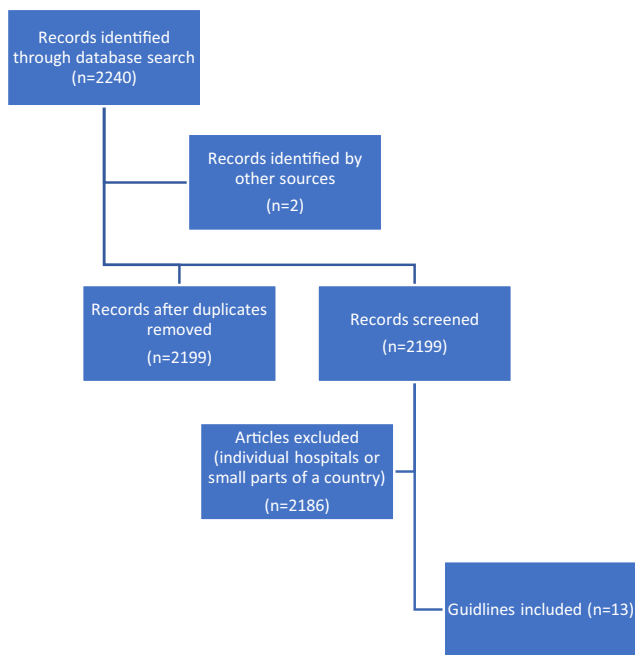 Records identified
through database search
(n=2240)
Records identified by
other sources
(n=2)
Records after duplicates
removed
(n=2199)
Records screened
(n=2199)
Articles excluded
(individual hospitals or
small parts of a country)
(n=2186)
Guidlines included (n=13)